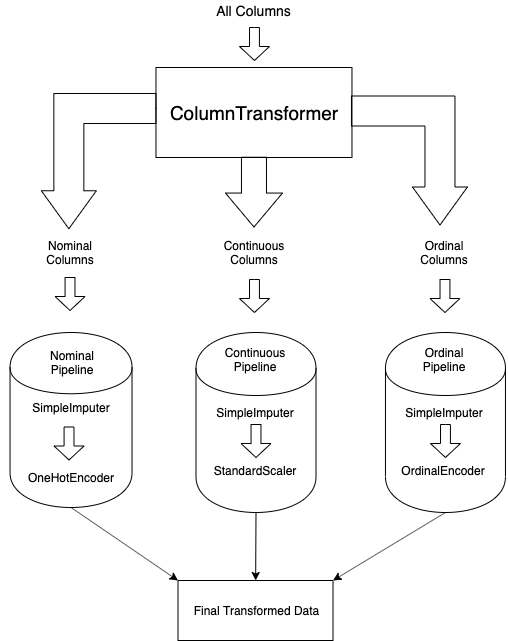 All Columns
ColumnTransformer
Nominal
Columns
Continuous
Columns
Ordinal
Columns
Nominal
Pipeline
SimpleImputer
OneHotEncoder
Continuous
Pipeline
SimpleImputer
StandardScaler
Ordinal
Pipeline
SimpleImputer
OrdinalEncoder
Final Transformed Data